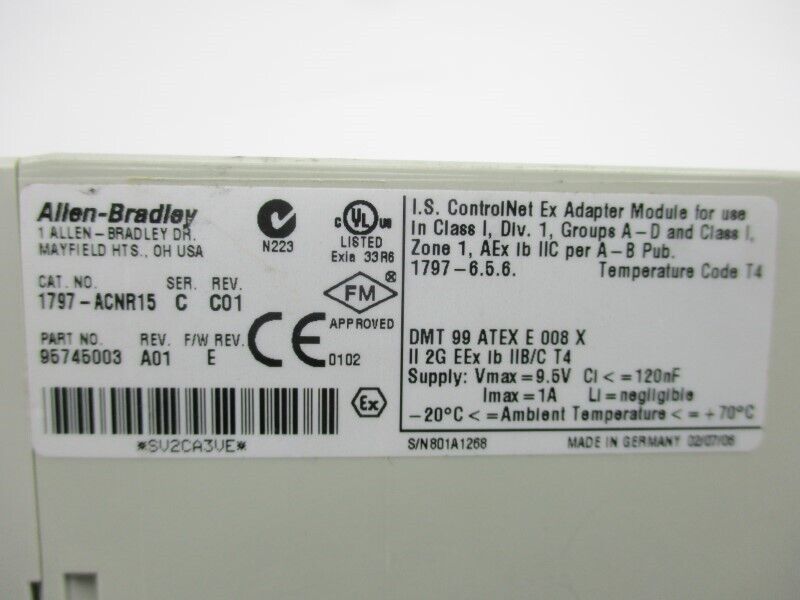 Allen-Bradley
1 ALLEN-BRADLEY DR.
MAYFIELD HTS., OH USA
N223
c UL us
LISTED
Exia 33R6
CAT. NO. SER. REV.
1797-ACNR15 C C01
FM ®
APPROVED
PART NO. REV. F/W REV.
95745003 A01 E
CE 0102
Ex
*SV2CA3VE*
I.S. ControlNet Ex Adapter Module for use
In Class I, Div. 1, Groups A-D and Class I,
Zone 1, AEx Ib IIC per A-B Pub.
1797-6.5.6. Temperature Code T4
DMT 99 ATEX E 008 X
II 2G EEx Ib IIB/C T4
Supply: Vmax=9.5V CI <=120nF
Imax=1A LI=negligible
-20°C <=Ambient Temperature <= +70°C
S/N801A1268 MADE IN GERMANY 02/07/06